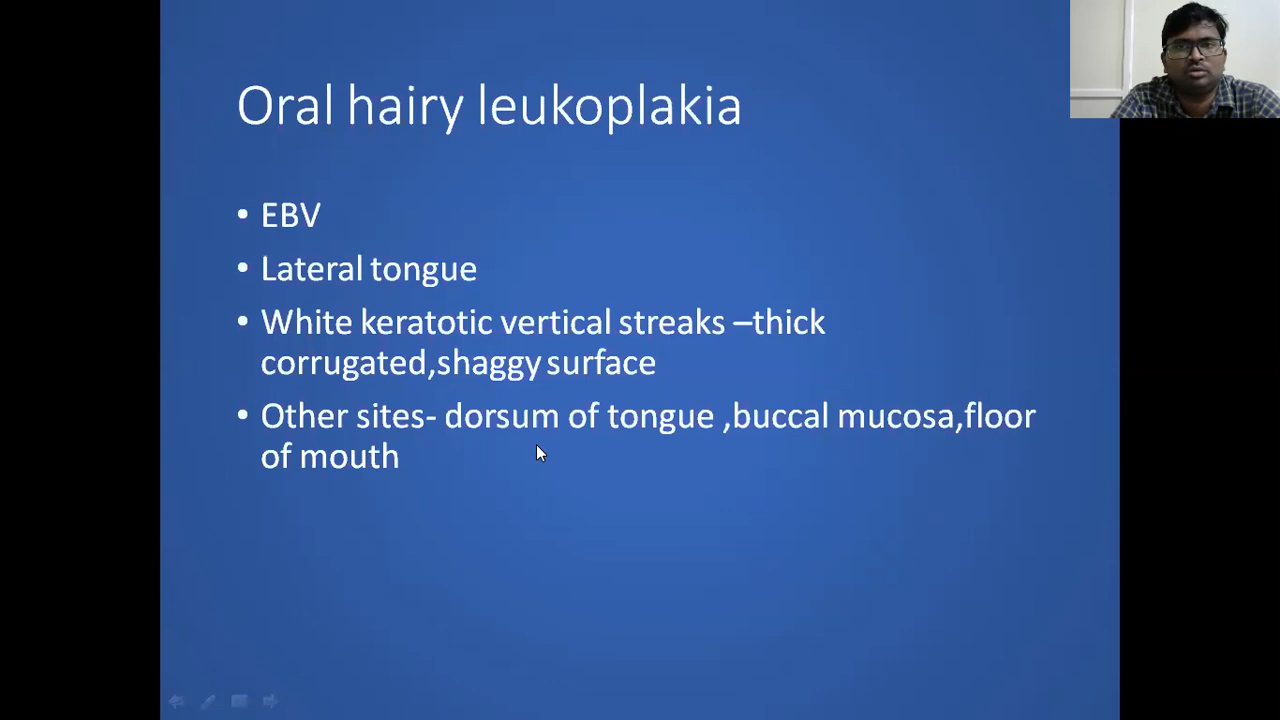 Oral hairy leukoplakia
• EBV
• Lateral tongue
• White keratotic vertical streaks –thick
corrugated,shaggy surface
• Other sites- dorsum of tongue ,buccal mucosa,floor
of mouth